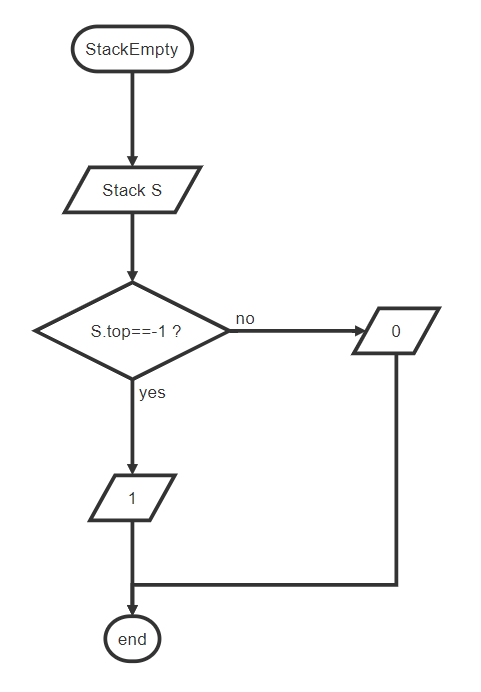 StackEmpty
Stack S
S.top==-1 ?
no
0
yes
1
end